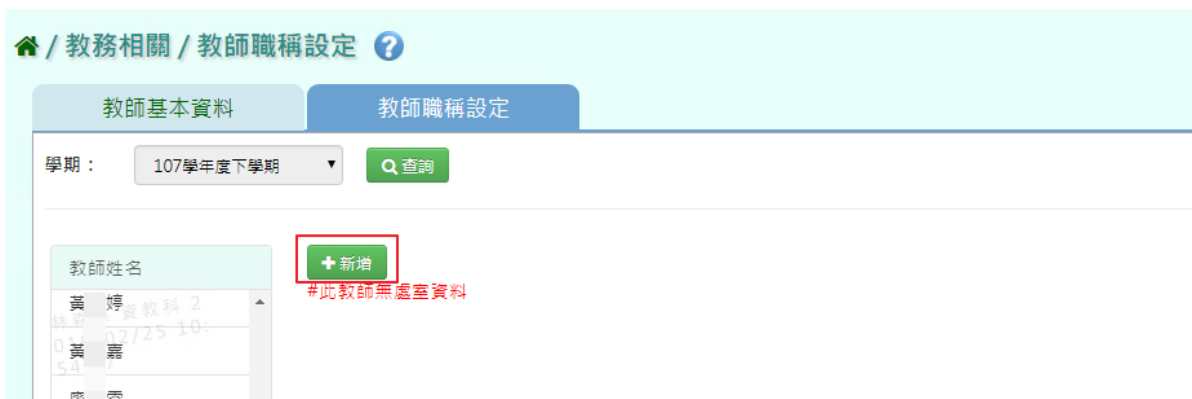 / 教務相關 / 教師職稱設定 ?
教師基本資料 教師職稱設定
學期： 107學年度下學期 查詢
教師姓名
新增
#此教師無處室資料
黃 婷
黃 嘉